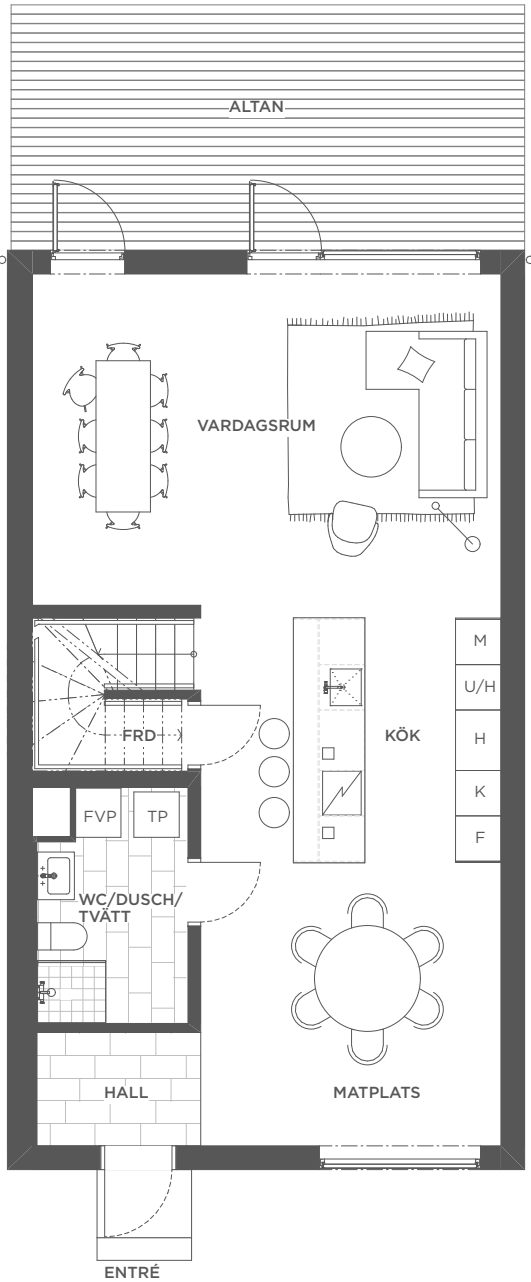 ALTAN
VARDAGSRUM
M
U/H
FRD
KÖK
H
K
FVP
TP
F
WC/DUSCH/
TVÄTT
HALL
MATPLATS
ENTRÉ